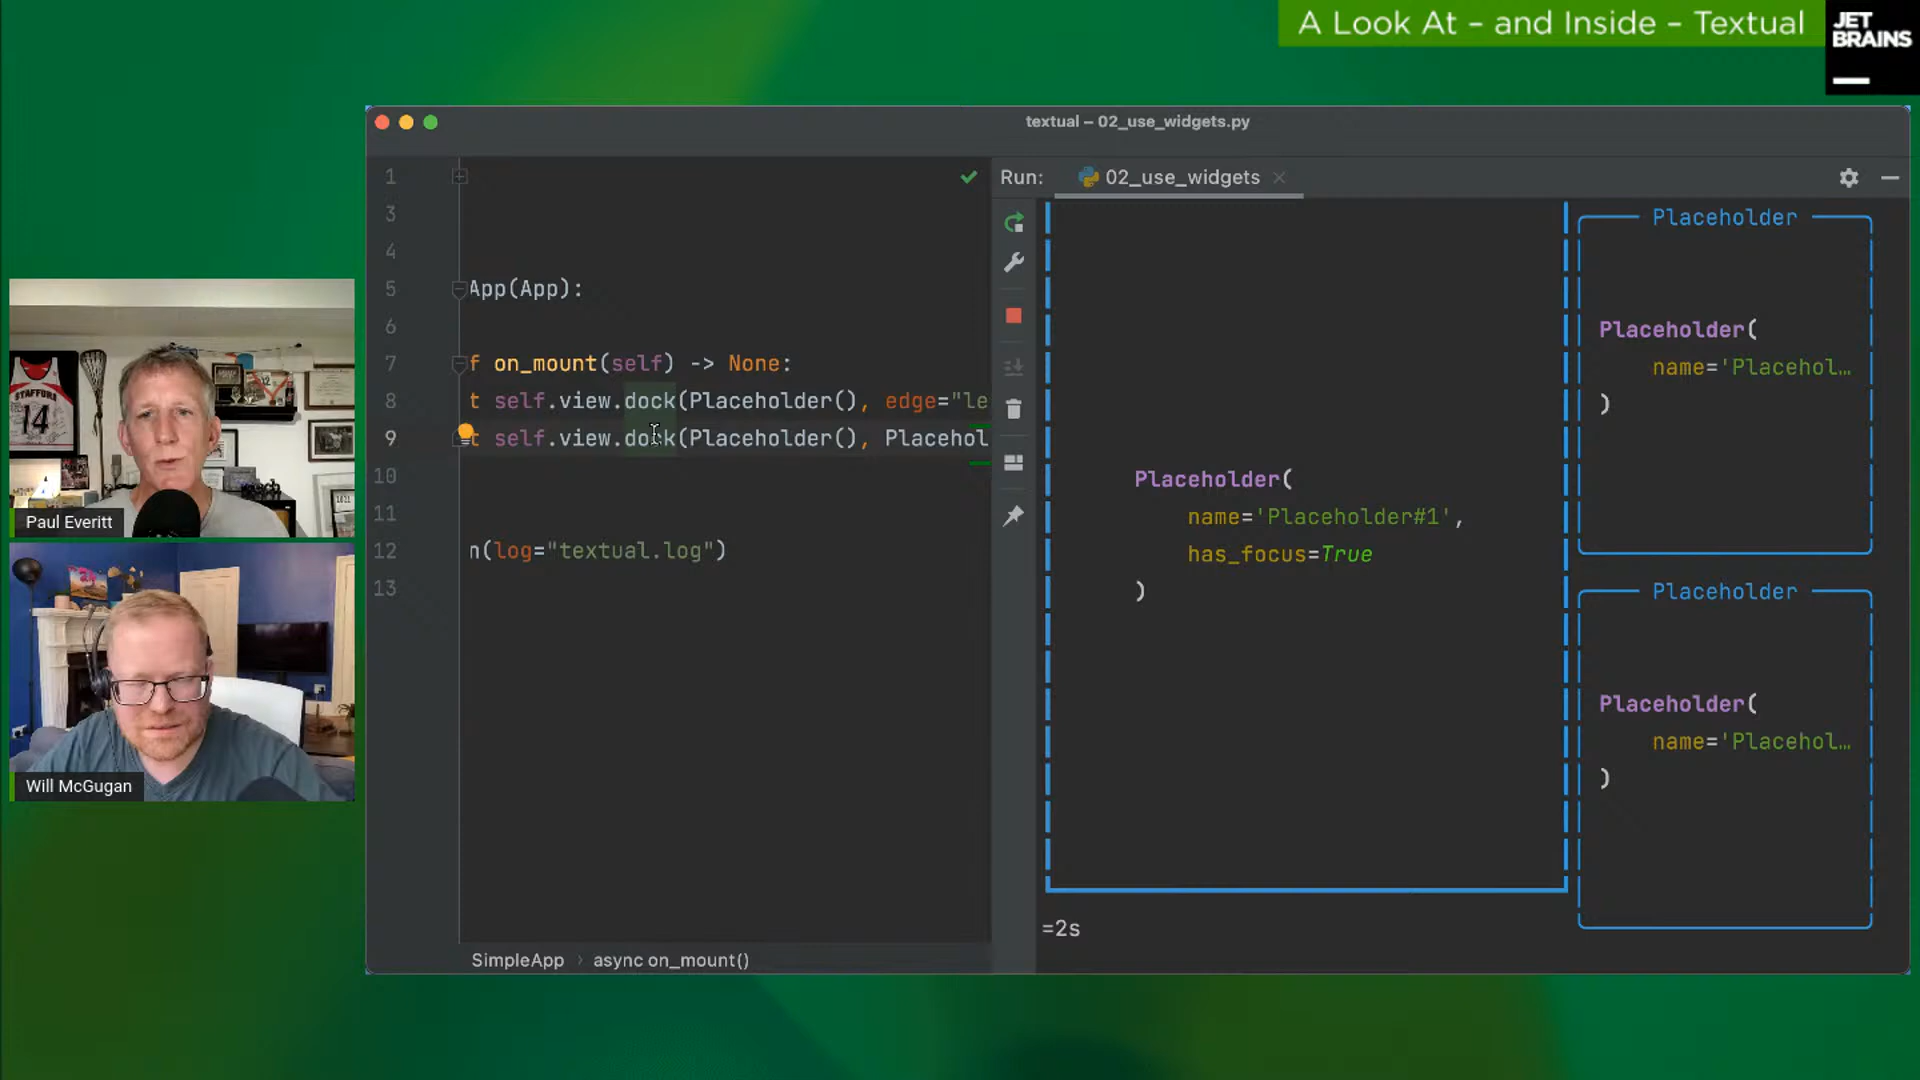 A Look At – and Inside – Textual
JET
BRAINS
textual – 02_use_widgets.py
1
3
4
5 App(App):
6
7 f on_mount(self) -> None:
8 t self.view.dock(Placeholder(), edge="le
9 t self.view.dock(Placeholder(), Placehol
10
11
12 n(log="textual.log")
13
SimpleApp › async on_mount()
Run: 02_use_widgets
Placeholder(
name='Placeholder#1',
has_focus=True
)
=2s
Placeholder
Placeholder(
name='Placehol…
)
Placeholder
Placeholder(
name='Placehol…
)
STAFFORD
14
Paul Everitt
Will McGugan